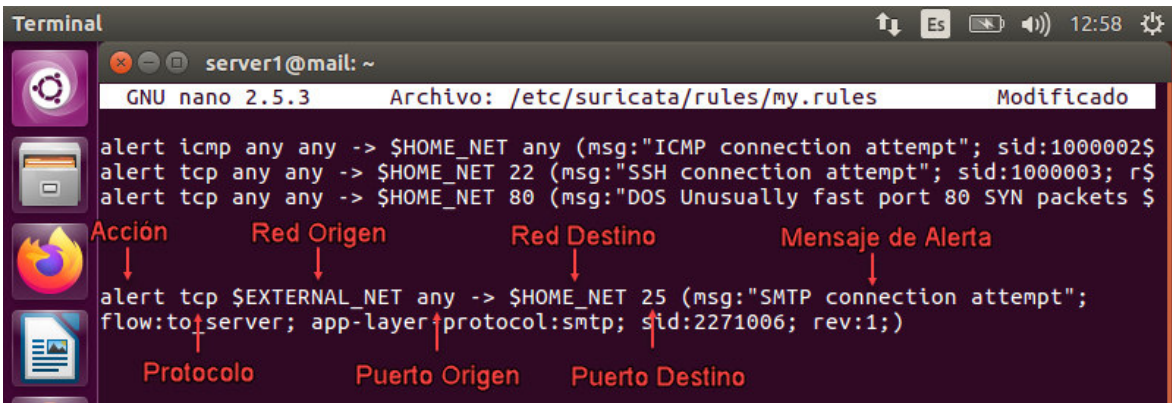 Terminal Es 12:58
server1@mail: ~
GNU nano 2.5.3 Archivo: /etc/suricata/rules/my.rules Modificado
alert icmp any any -> $HOME_NET any (msg:"ICMP connection attempt"; sid:1000002$
alert tcp any any -> $HOME_NET 22 (msg:"SSH connection attempt"; sid:1000003; r$
alert tcp any any -> $HOME_NET 80 (msg:"DOS Unusually fast port 80 SYN packets $
Acción Red Origen Red Destino Mensaje de Alerta
alert tcp $EXTERNAL_NET any -> $HOME_NET 25 (msg:"SMTP connection attempt";
flow:to_server; app-layer-protocol:smtp; sid:2271006; rev:1;)
Protocolo Puerto Origen Puerto Destino